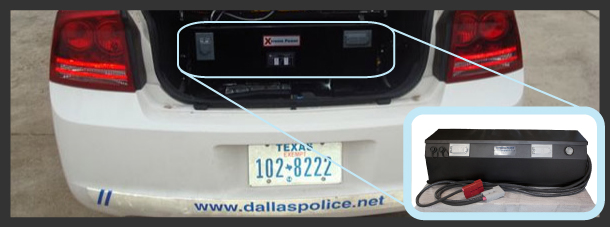 Xtreme Power
TEXAS
EXEMPT
102 8222
www.dallaspolice.net